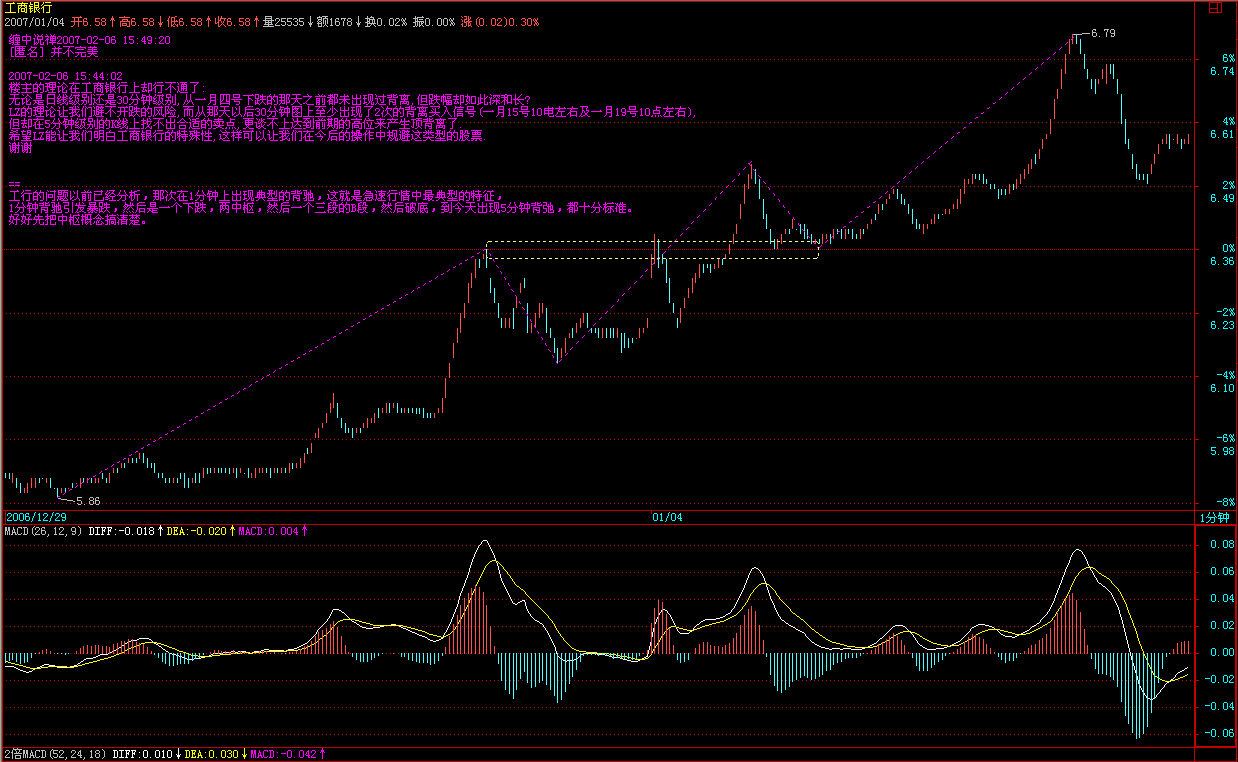 工商银行
2007/01/04 开6.58↑高6.58↓低6.58↑收6.58↑量25535↓额1678↓换0.02% 振0.00% 涨(0.02)0.30%
缠中说禅2007-02-06 15:49:20
[匿名] 并不完美
2007-02-06 15:44:02
楼主的理论在工商银行上却行不通了:
无论是日线级别还是30分钟级别,从一月四号下跌的那天之前都未出现过背离,但跌幅却如此深和长?
LZ的理论让我们避不开跌的风险,而从那天以后30分钟图上至少出现了2次的背离买入信号(一月15号10电左右及一月19号10点左右),
但却在5分钟级别的K线上找不出合适的卖点,更谈不上达到前期的高位来产生顶背离了.
希望LZ能让我们明白工商银行的特殊性,这样可以让我们在今后的操作中规避这类型的股票.
谢谢
==
工行的问题以前已经分析，那次在1分钟上出现典型的背驰，这就是急速行情中最典型的特征，
1分钟背驰引发暴跌，然后是一个下跌，两中枢，然后一个三段的B段，然后破底，到今天出现5分钟背驰，都十分标准。
好好先把中枢概念搞清楚。
6.79
6%
6.74
4%
6.61
2%
6.49
0%
6.36
-2%
6.23
-4%
6.10
-6%
5.98
-8%
5.86
2006/12/29 01/04 1分钟
MACD(26,12,9) DIFF:-0.018↑ DEA:-0.020↑ MACD:0.004↑
0.08
0.06
0.04
0.02
0.00
-0.02
-0.04
-0.06
2倍MACD(52,24,18) DIFF:0.010↓ DEA:0.030↓ MACD:-0.042↑